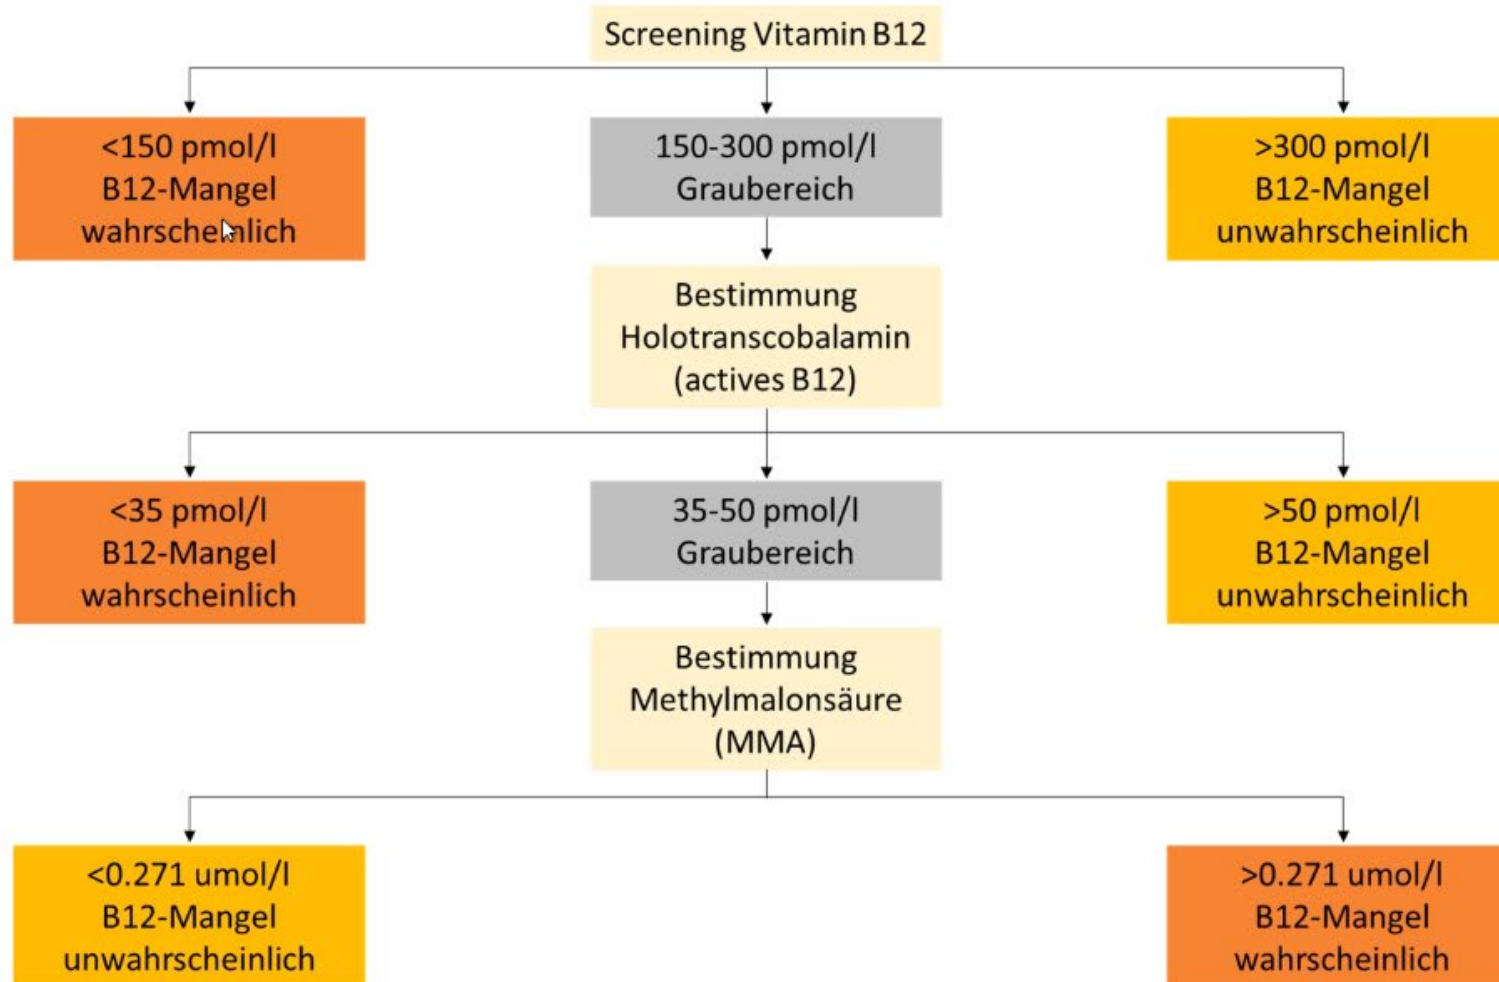 Screening Vitamin B12
<150 pmol/l
B12-Mangel
wahrscheinlich
150-300 pmol/l
Graubereich
>300 pmol/l
B12-Mangel
unwahrscheinlich
Bestimmung
Holotranscobalamin
(actives B12)
<35 pmol/l
B12-Mangel
wahrscheinlich
35-50 pmol/l
Graubereich
>50 pmol/l
B12-Mangel
unwahrscheinlich
Bestimmung
Methylmalonsäure
(MMA)
<0.271 umol/l
B12-Mangel
unwahrscheinlich
>0.271 umol/l
B12-Mangel
wahrscheinlich